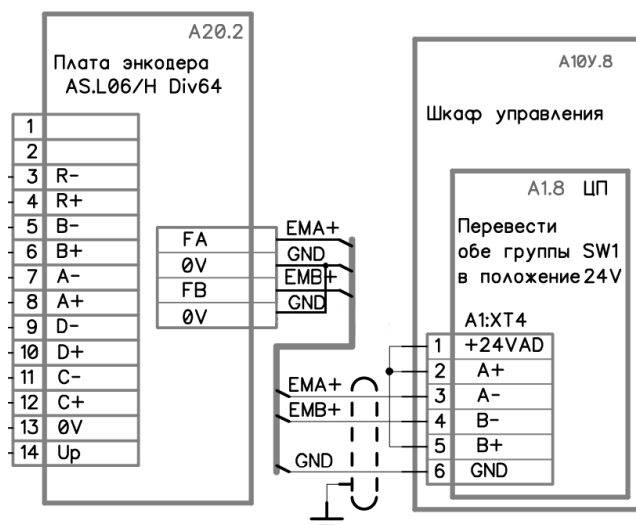 A20.2
Плата энкодера
AS.L06/H Div64
1
2
3 R-
4 R+
5 B-
6 B+
7 A-
8 A+
9 D-
10 D+
11 C-
12 C+
13 0V
14 Up
FA
0V
FB
0V
EMA+
GND
EMB+
GND
EMA+
EMB+
GND
A10У.8
Шкаф управления
A1.8 ЦП
Перевести
обе группы SW1
в положение 24V
A1:XT4
1 +24VAD
2 A+
3 A-
4 B-
5 B+
6 GND